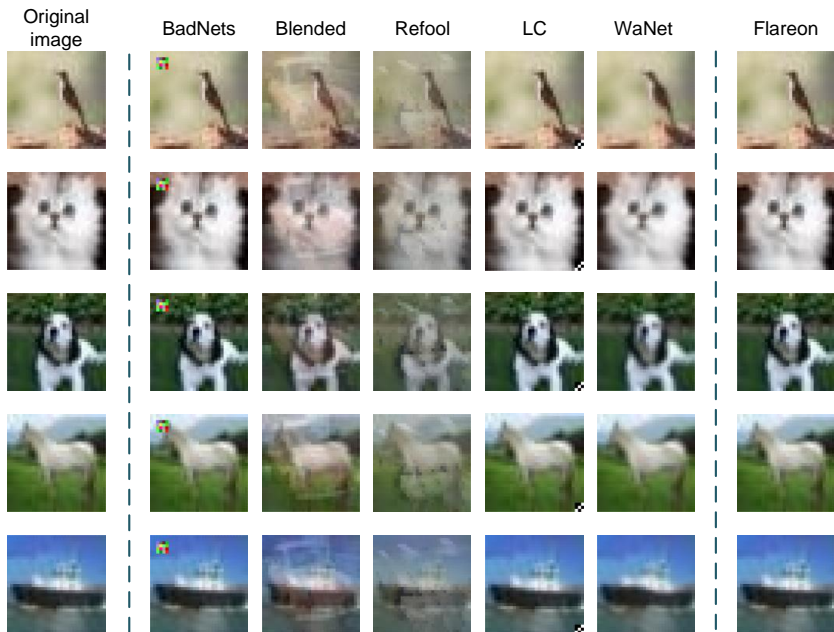 Original
image
BadNets
Blended
Refool
LC
WaNet
Flareon